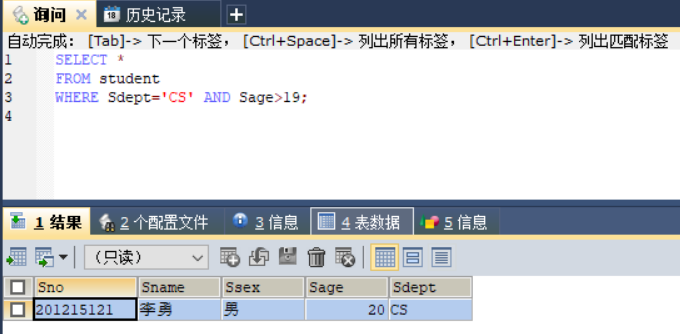 询问 历史记录
自动完成: [Tab]-> 下一个标签, [Ctrl+Space]-> 列出所有标签, [Ctrl+Enter]-> 列出匹配标签
1 SELECT *
2 FROM student
3 WHERE Sdept='CS' AND Sage>19;
4
1 结果 2 个配置文件 3 信息 4 表数据 5 信息
(只读)
Sno Sname Ssex Sage Sdept
201215121 李勇 男 20 CS